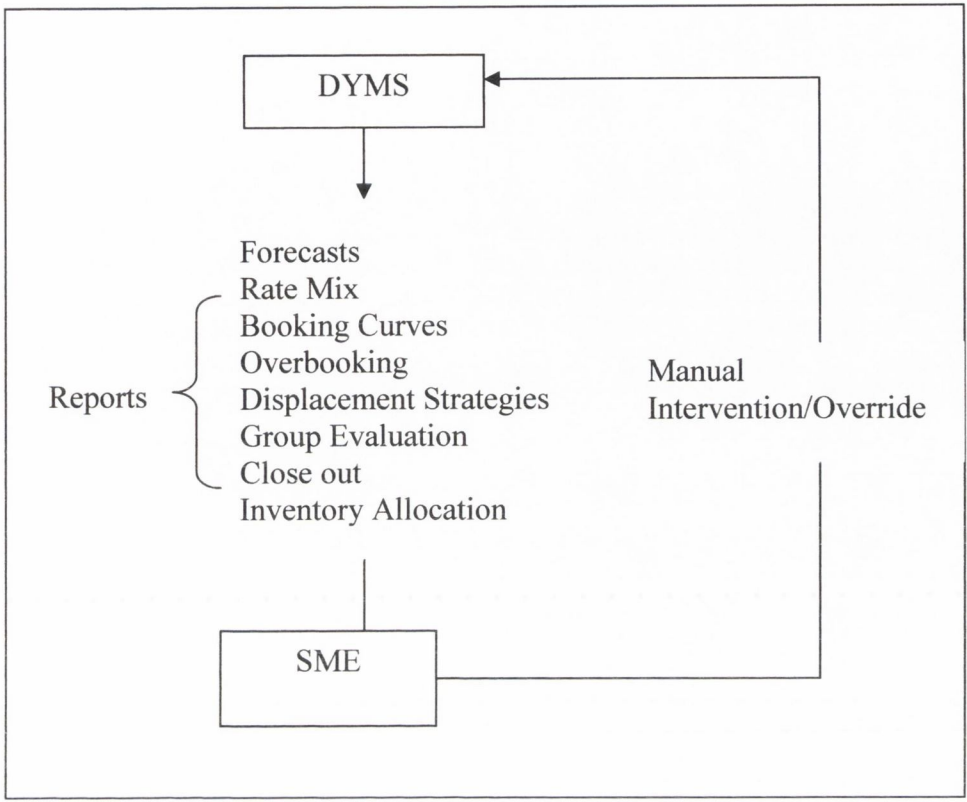 DYMS
Forecasts
Rate Mix
Booking Curves
Overbooking
Reports
Displacement Strategies
Group Evaluation
Close out
Inventory Allocation
Manual
Intervention/Override
SME